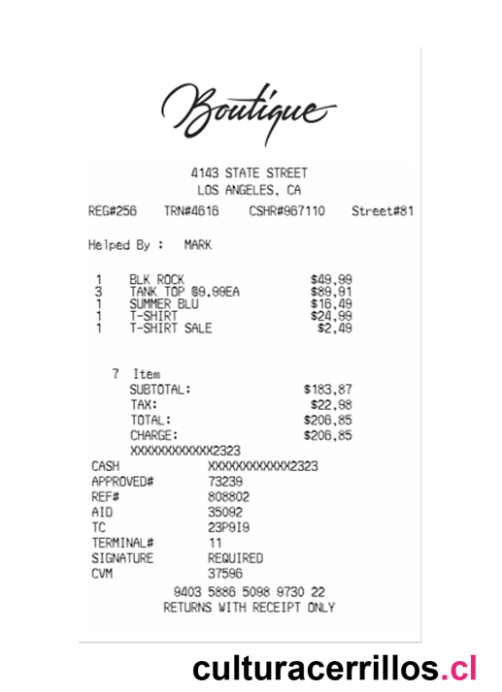 Boutique
4143 STATE STREET
LOS ANGELES, CA
REG#256 TRN#4616 CSHR#967110 Street#81
Helped By : MARK
1 BLK ROCK $49,99
3 TANK TOP @9,99EA $89,91
1 SUMMER BLU $16,49
1 T-SHIRT $24,99
1 T-SHIRT SALE $2,49
7 Item
SUBTOTAL: $183,87
TAX: $22,98
TOTAL: $206,85
CHARGE: $206,85
XXXXXXXXXXXX2323
CASH XXXXXXXXXXXX2323
APPROVED# 73239
REF# 808802
AID 35092
TC 23P9I9
TERMINAL# 11
SIGNATURE REQUIRED
CVM 37596
9403 5886 5098 9730 22
RETURNS WITH RECEIPT ONLY
culturacerrillos.cl